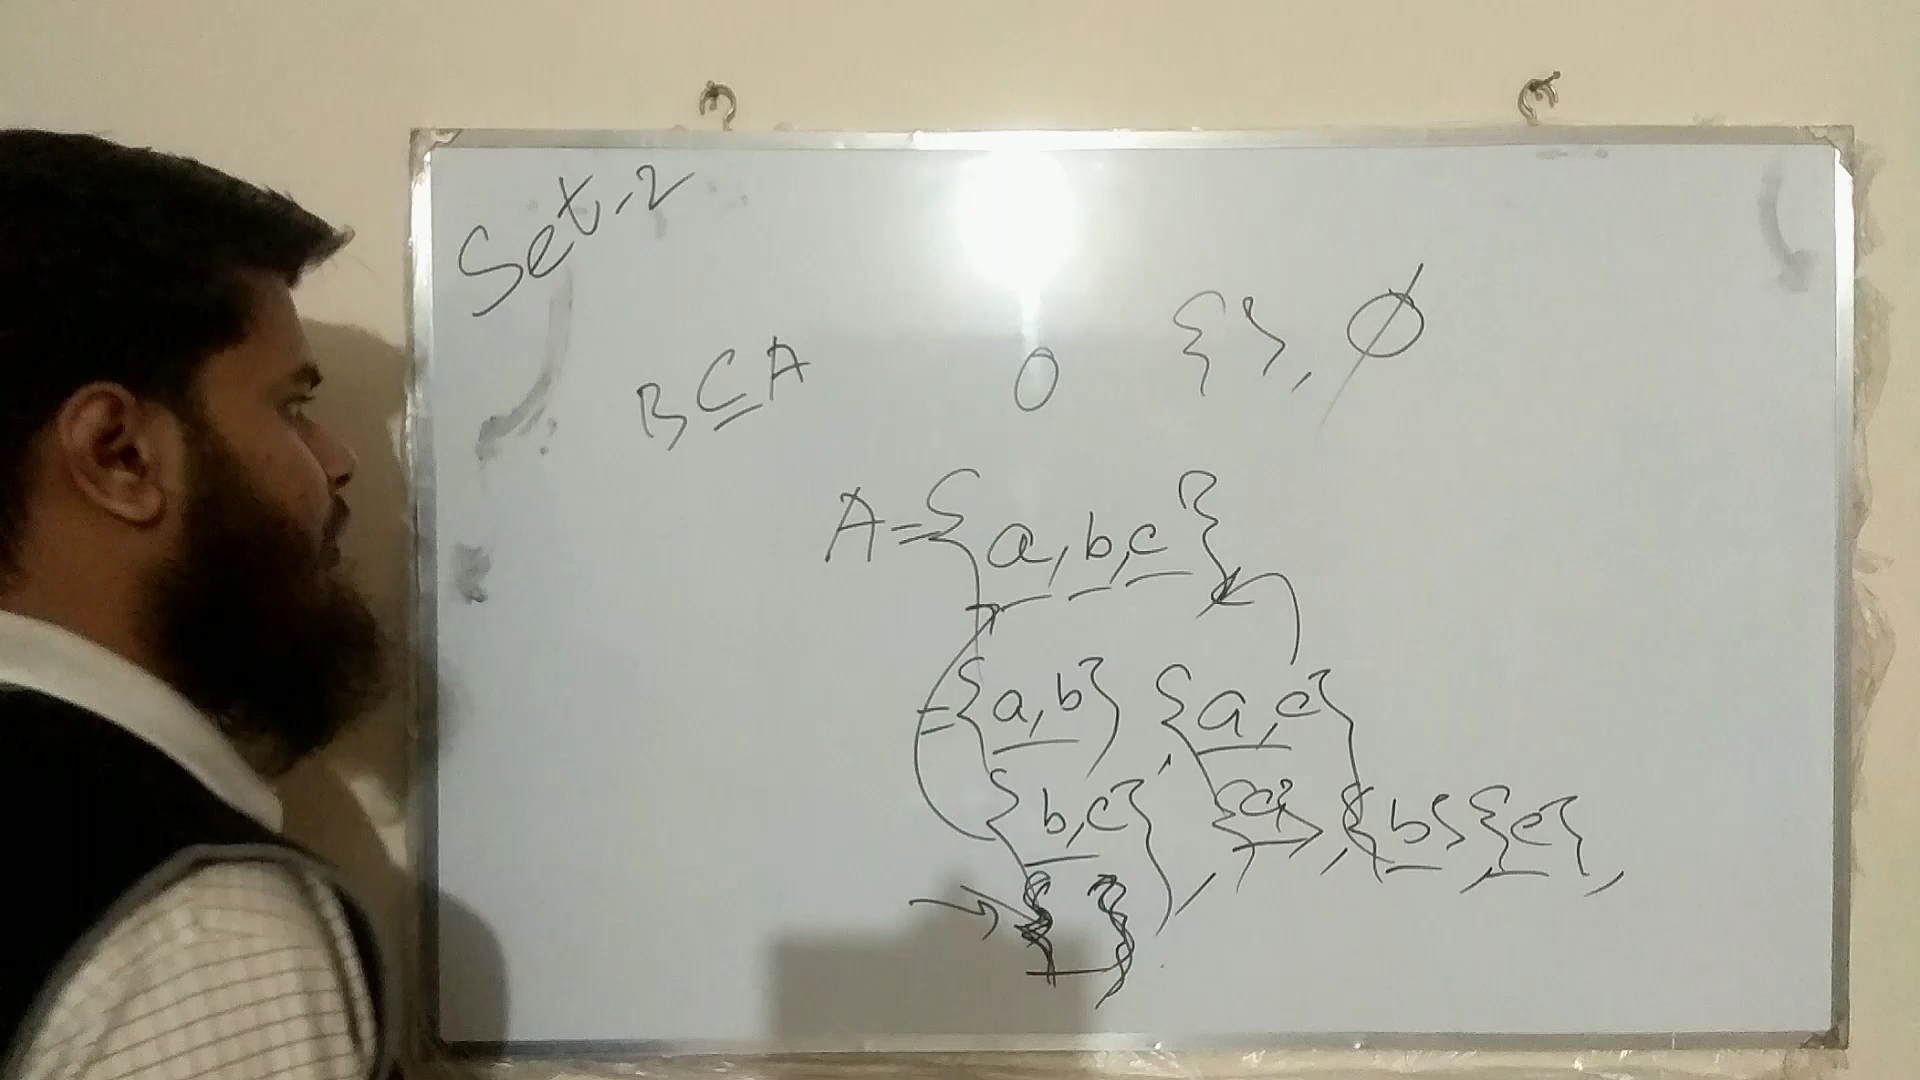 Set-2
B ⊆ A 0 { }, ∅
A = {a,b,c}
= {a,b} {a,c},
{b,c}, {a}, {b} {c},
{ }